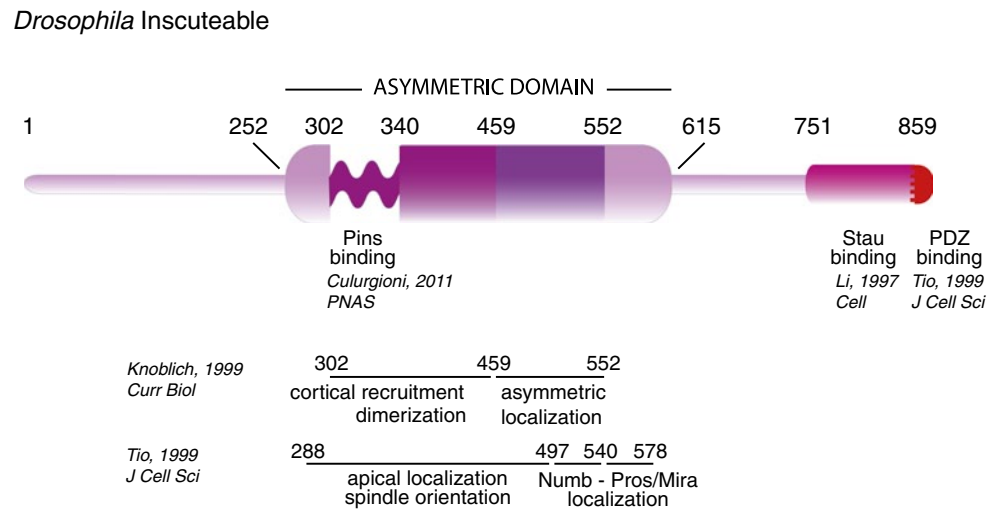 Drosophila Inscuteable
ASYMMETRIC DOMAIN
1 252 302 340 459 552 615 751 859
Pins
binding
Culurgioni, 2011
PNAS
Stau
binding
Li, 1997
Cell
PDZ
binding
Tio, 1999
J Cell Sci
Knoblich, 1999
Curr Biol
302 459 552
cortical recruitment
dimerization
asymmetric
localization
Tio, 1999
J Cell Sci
288 497 540 578
apical localization
spindle orientation
Numb - Pros/Mira
localization